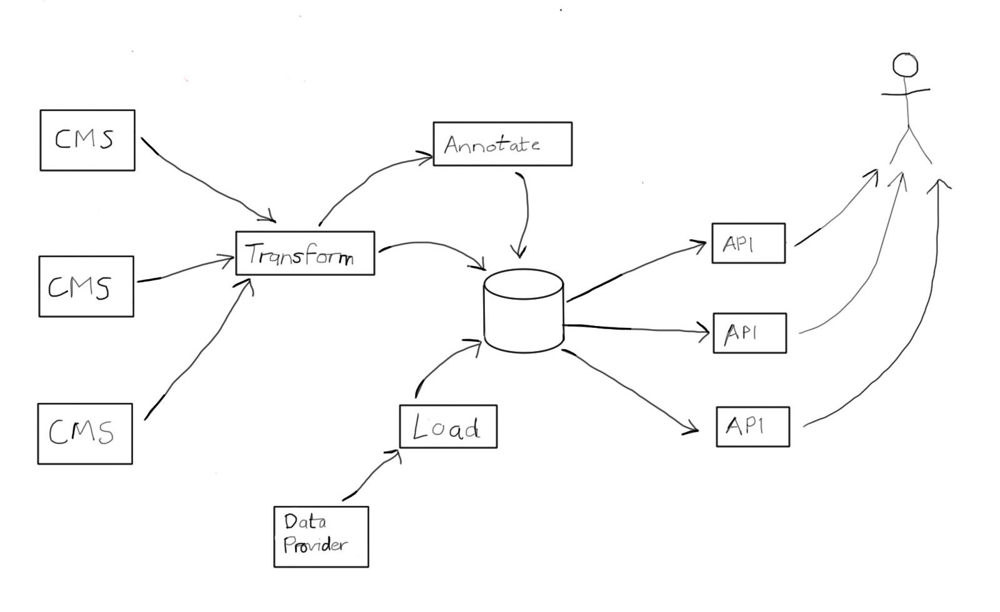 CMS
Annotate
API
Transform
CMS
API
CMS
Load
API
Data
Provider